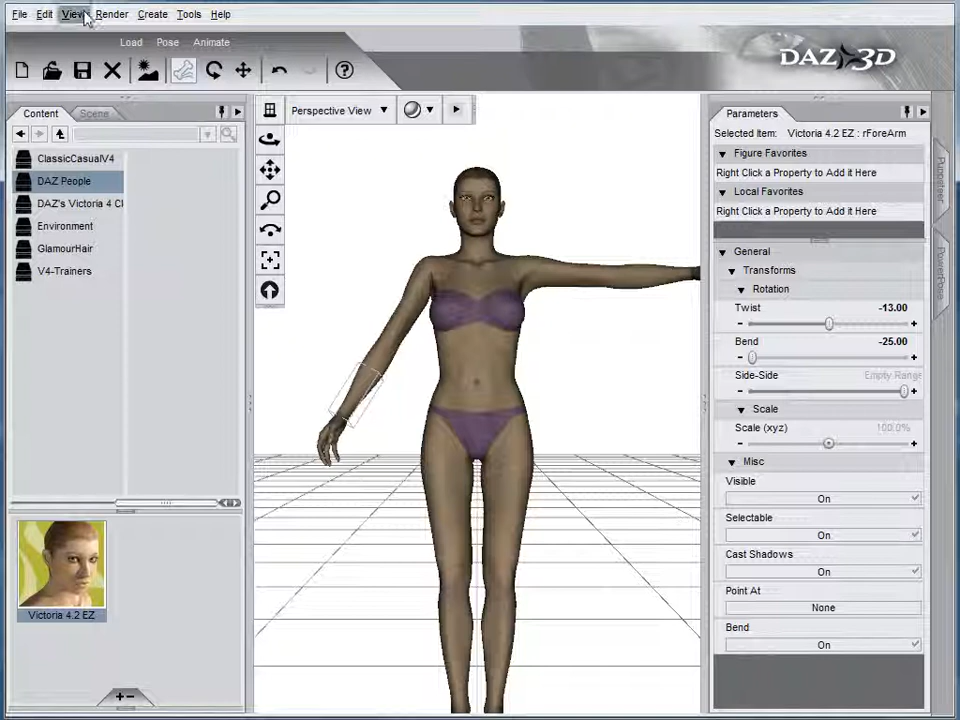 File Edit View Render Create Tools Help
Load Pose Animate
DAZ 3D
Content Scene
Perspective View
Parameters
Selected Item: Victoria 4.2 EZ : rForeArm
Figure Favorites
Right Click a Property to Add it Here
Local Favorites
Right Click a Property to Add it Here
General
Transforms
Rotation
Twist -13.00
- +
Bend -25.00
- +
Side-Side Empty Range
- +
Scale
Scale (xyz) 100.0%
- +
Misc
Visible
On
Selectable
On
Cast Shadows
On
Point At
None
Bend
On
Puppeteer
PowerPose
ClassicCasualV4
DAZ People
DAZ's Victoria 4 Cl
Environment
GlamourHair
V4-Trainers
Victoria 4.2 EZ
+-